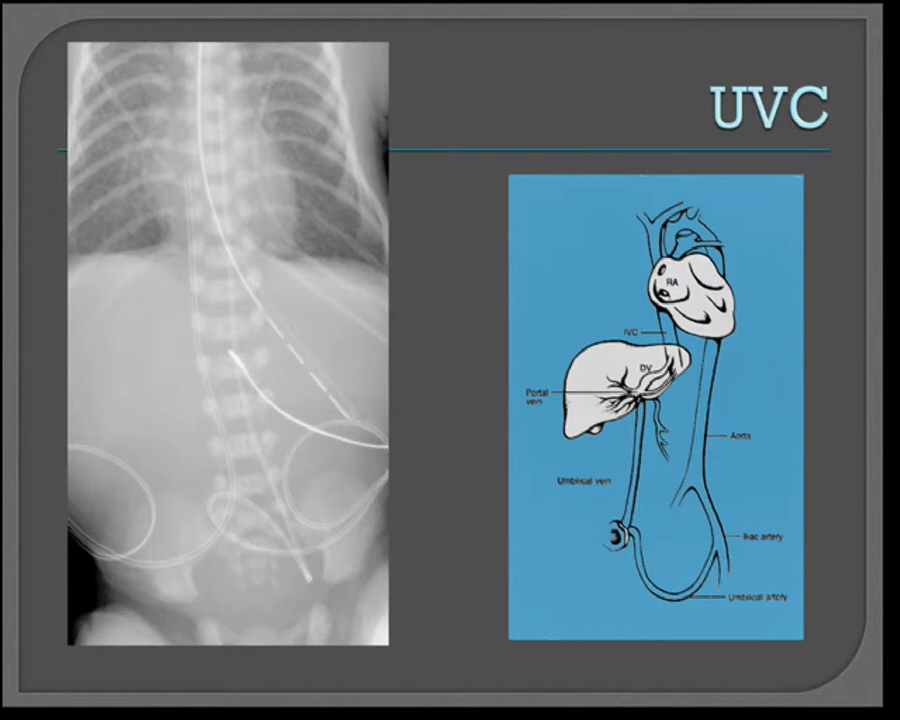 UVC
RA
IVC
DV
Portal
vein
Aorta
Umbilical vein
Iliac artery
Umbilical artery